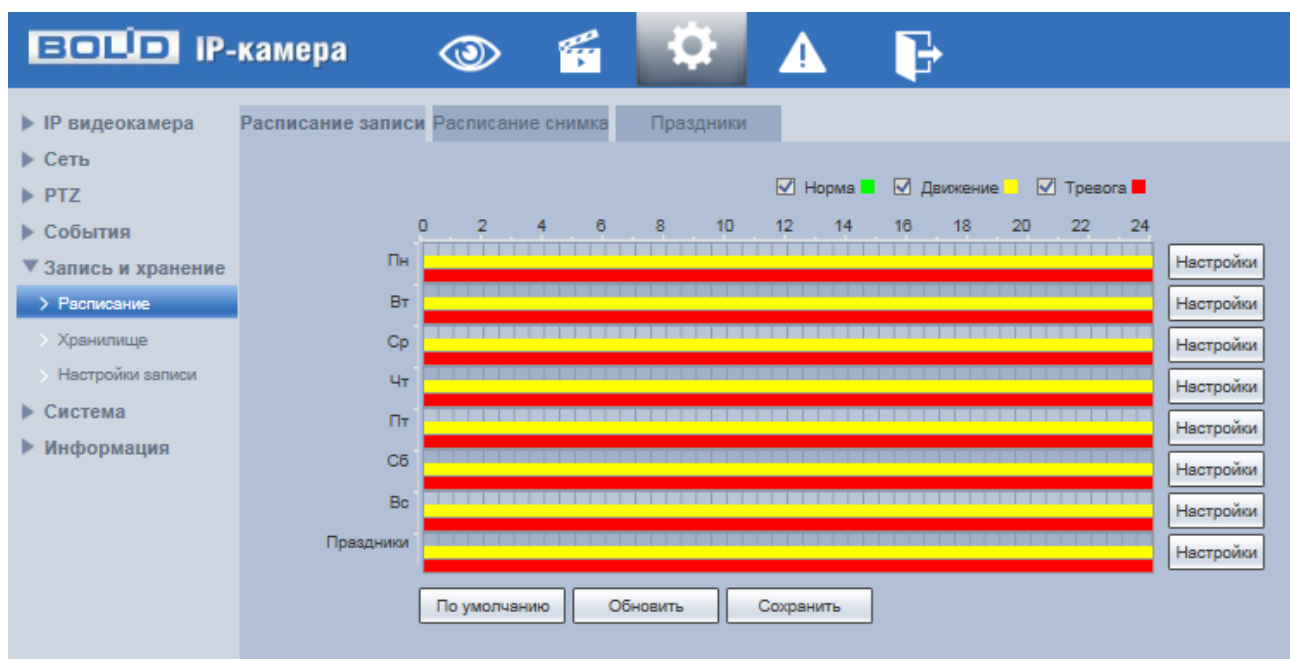 BOLID IP-камера
IP видеокамера
Сеть
PTZ
События
Запись и хранение
Расписание
Хранилище
Настройки записи
Система
Информация
Расписание записи Расписание снимка Праздники
Норма Движение Тревога
0 2 4 6 8 10 12 14 16 18 20 22 24
Пн Настройки
Вт Настройки
Ср Настройки
Чт Настройки
Пт Настройки
Сб Настройки
Вс Настройки
Праздники Настройки
По умолчанию Обновить Сохранить